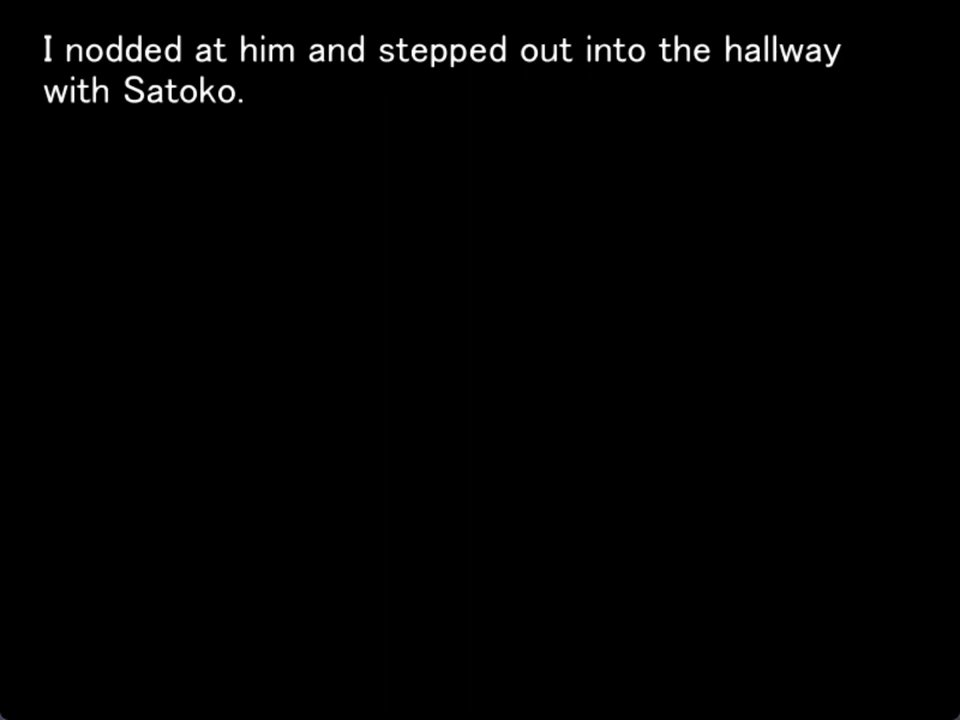 I nodded at him and stepped out into the hallway
with Satoko.